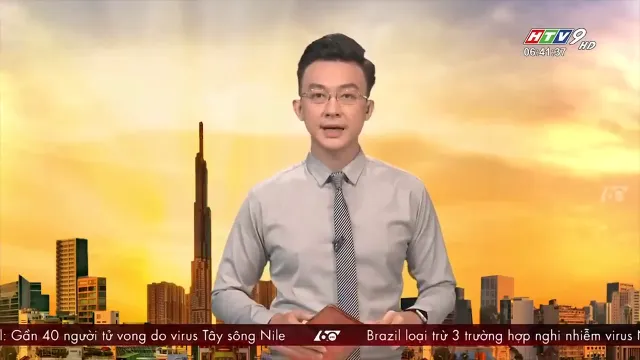 HTV9 HD
06:41:37
l: Gần 40 người tử vong do virus Tây sông Nile 60 Brazil loại trừ 3 trường hợp nghi nhiễm virus